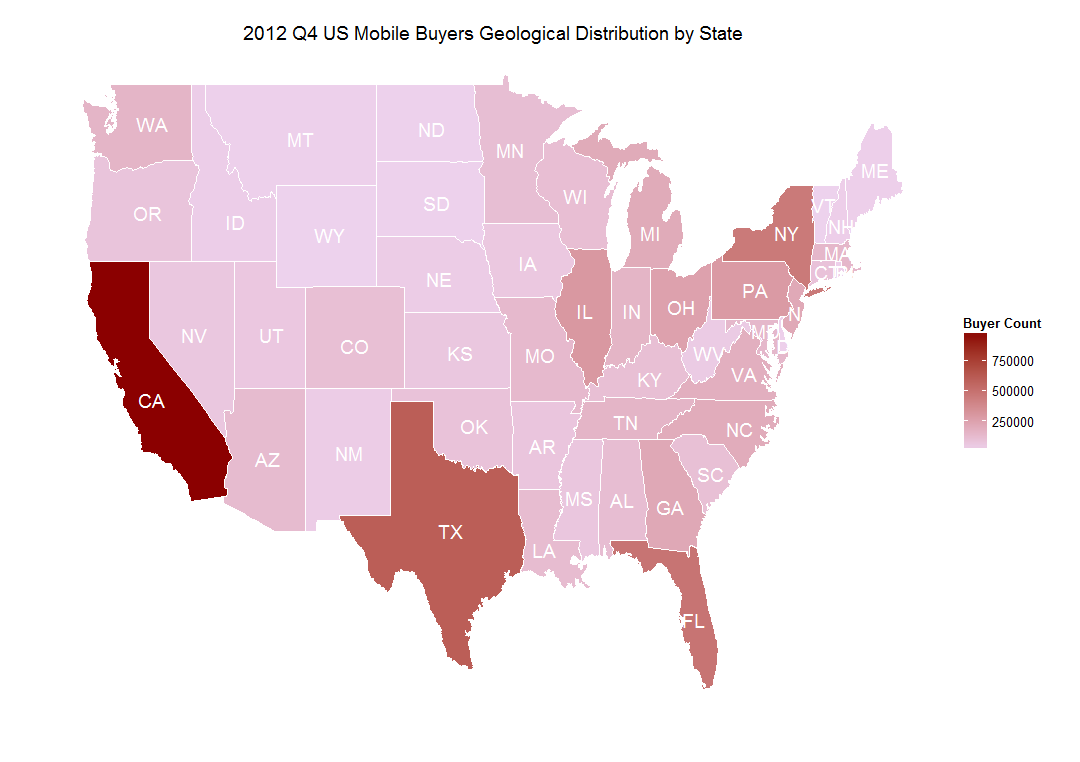 2012 Q4 US Mobile Buyers Geological Distribution by State
WA
MT
ND
MN
ME
OR
ID
SD
WI
VT
NH
WY
MI
NY
MA
NE
IA
CT
NV
UT
CO
KS
MO
IL
IN
OH
PA
WV
VA
KY
CA
AZ
NM
OK
AR
TN
NC
SC
MS
AL
GA
TX
LA
FL
Buyer Count
750000
500000
250000